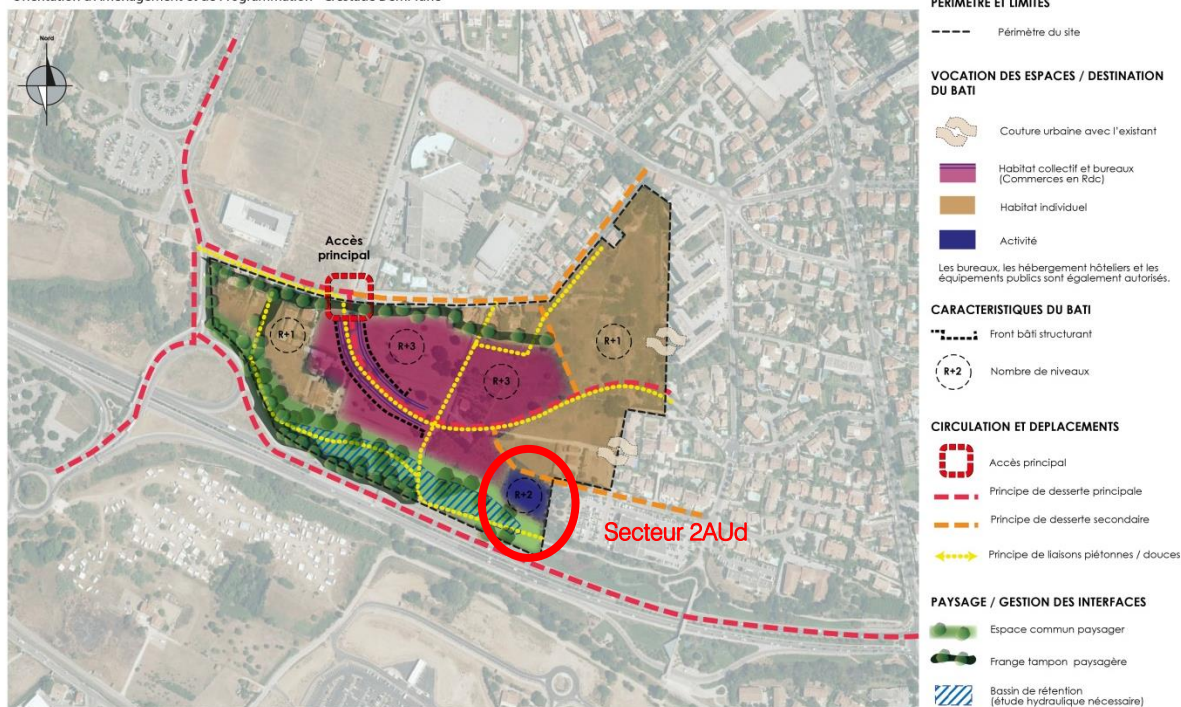 PERIMETRE ET LIMITES
Périmètre du site
VOCATION DES ESPACES / DESTINATION
DU BATI
Couture urbaine avec l'existant
Habitat collectif et bureaux
(Commerces en Rdc)
Habitat individuel
Activité
Les bureaux, les hébergement hôteliers et les
équipements publics sont également autorisés.
CARACTERISTIQUES DU BATI
Front bâti structurant
R+2
Nombre de niveaux
CIRCULATION ET DEPLACEMENTS
Accès principal
Principe de desserte principale
Principe de desserte secondaire
Principe de liaisons piétonnes / douces
PAYSAGE / GESTION DES INTERFACES
Espace commun paysager
Frange tampon paysagère
Bassin de rétention
(étude hydraulique nécessaire)
Nord
Accès
principal
R+1
R+3
R+3
R+1
R+2
Secteur 2AUd